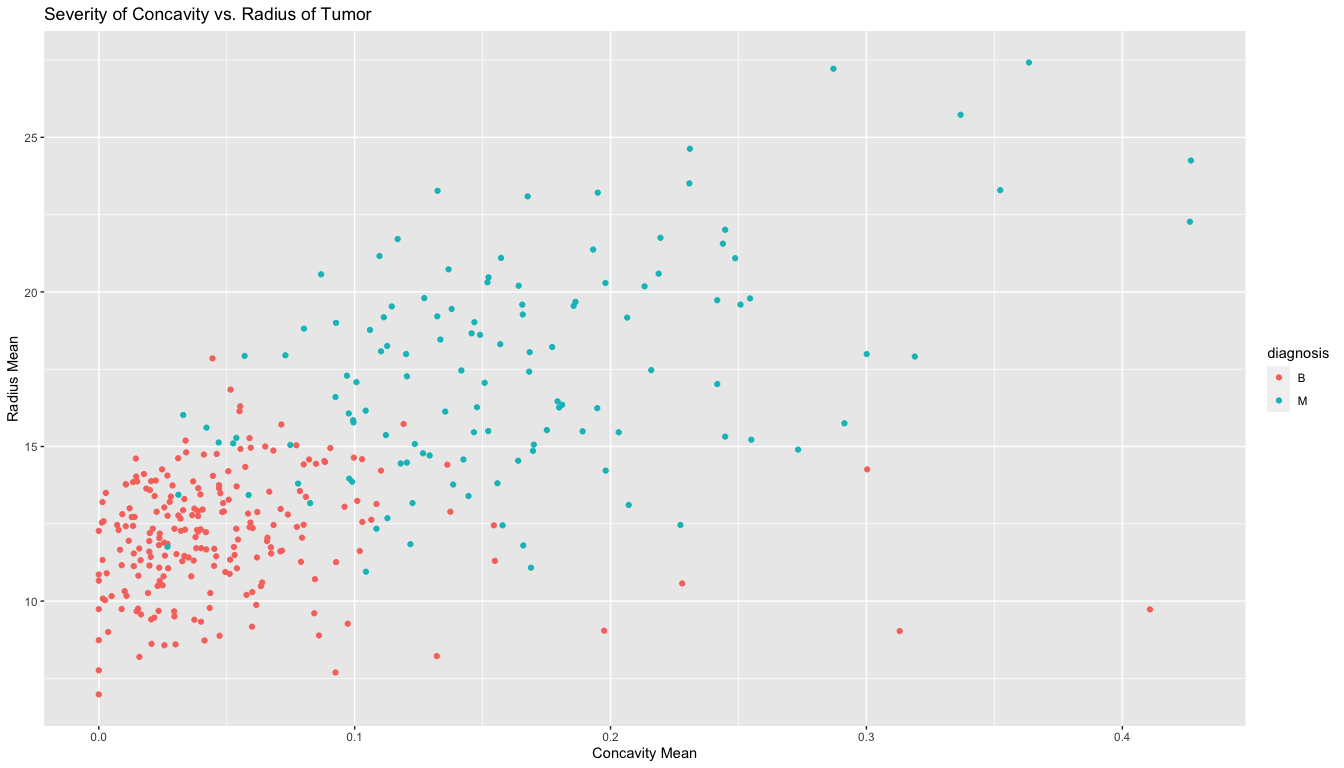 Severity of Concavity vs. Radius of Tumor
25
20
15
10
Radius Mean
0.0 0.1 0.2 0.3 0.4
Concavity Mean
diagnosis
B
M